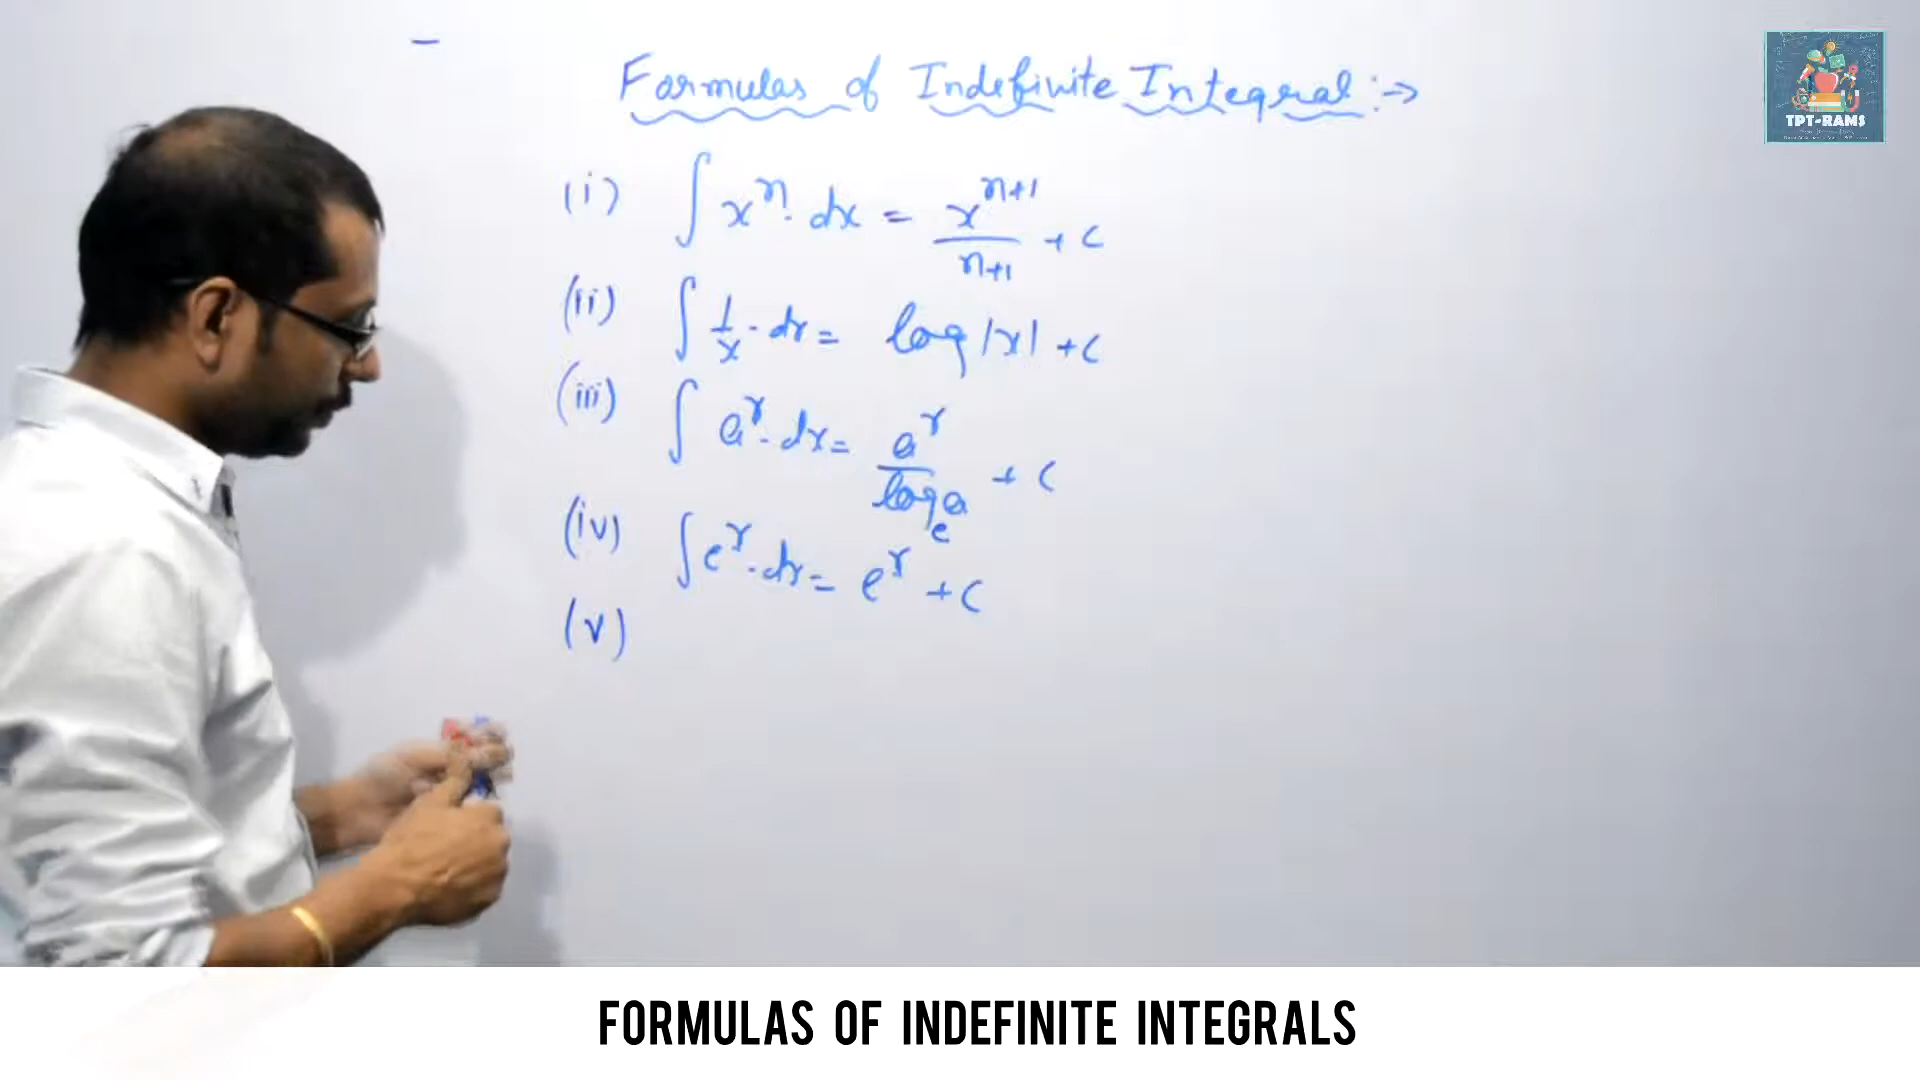 Formulas of Indefinite Integral :→
(i) ∫ xⁿ. dx = xⁿ⁺¹/n+1 + c
(ii) ∫ 1/x . dx = log |x| + c
(iii) ∫ aˣ. dx = aˣ/logₑa + c
(iv) ∫ eˣ. dx = eˣ + c
(v)
TPT-RAMS
FORMULAS OF INDEFINITE INTEGRALS